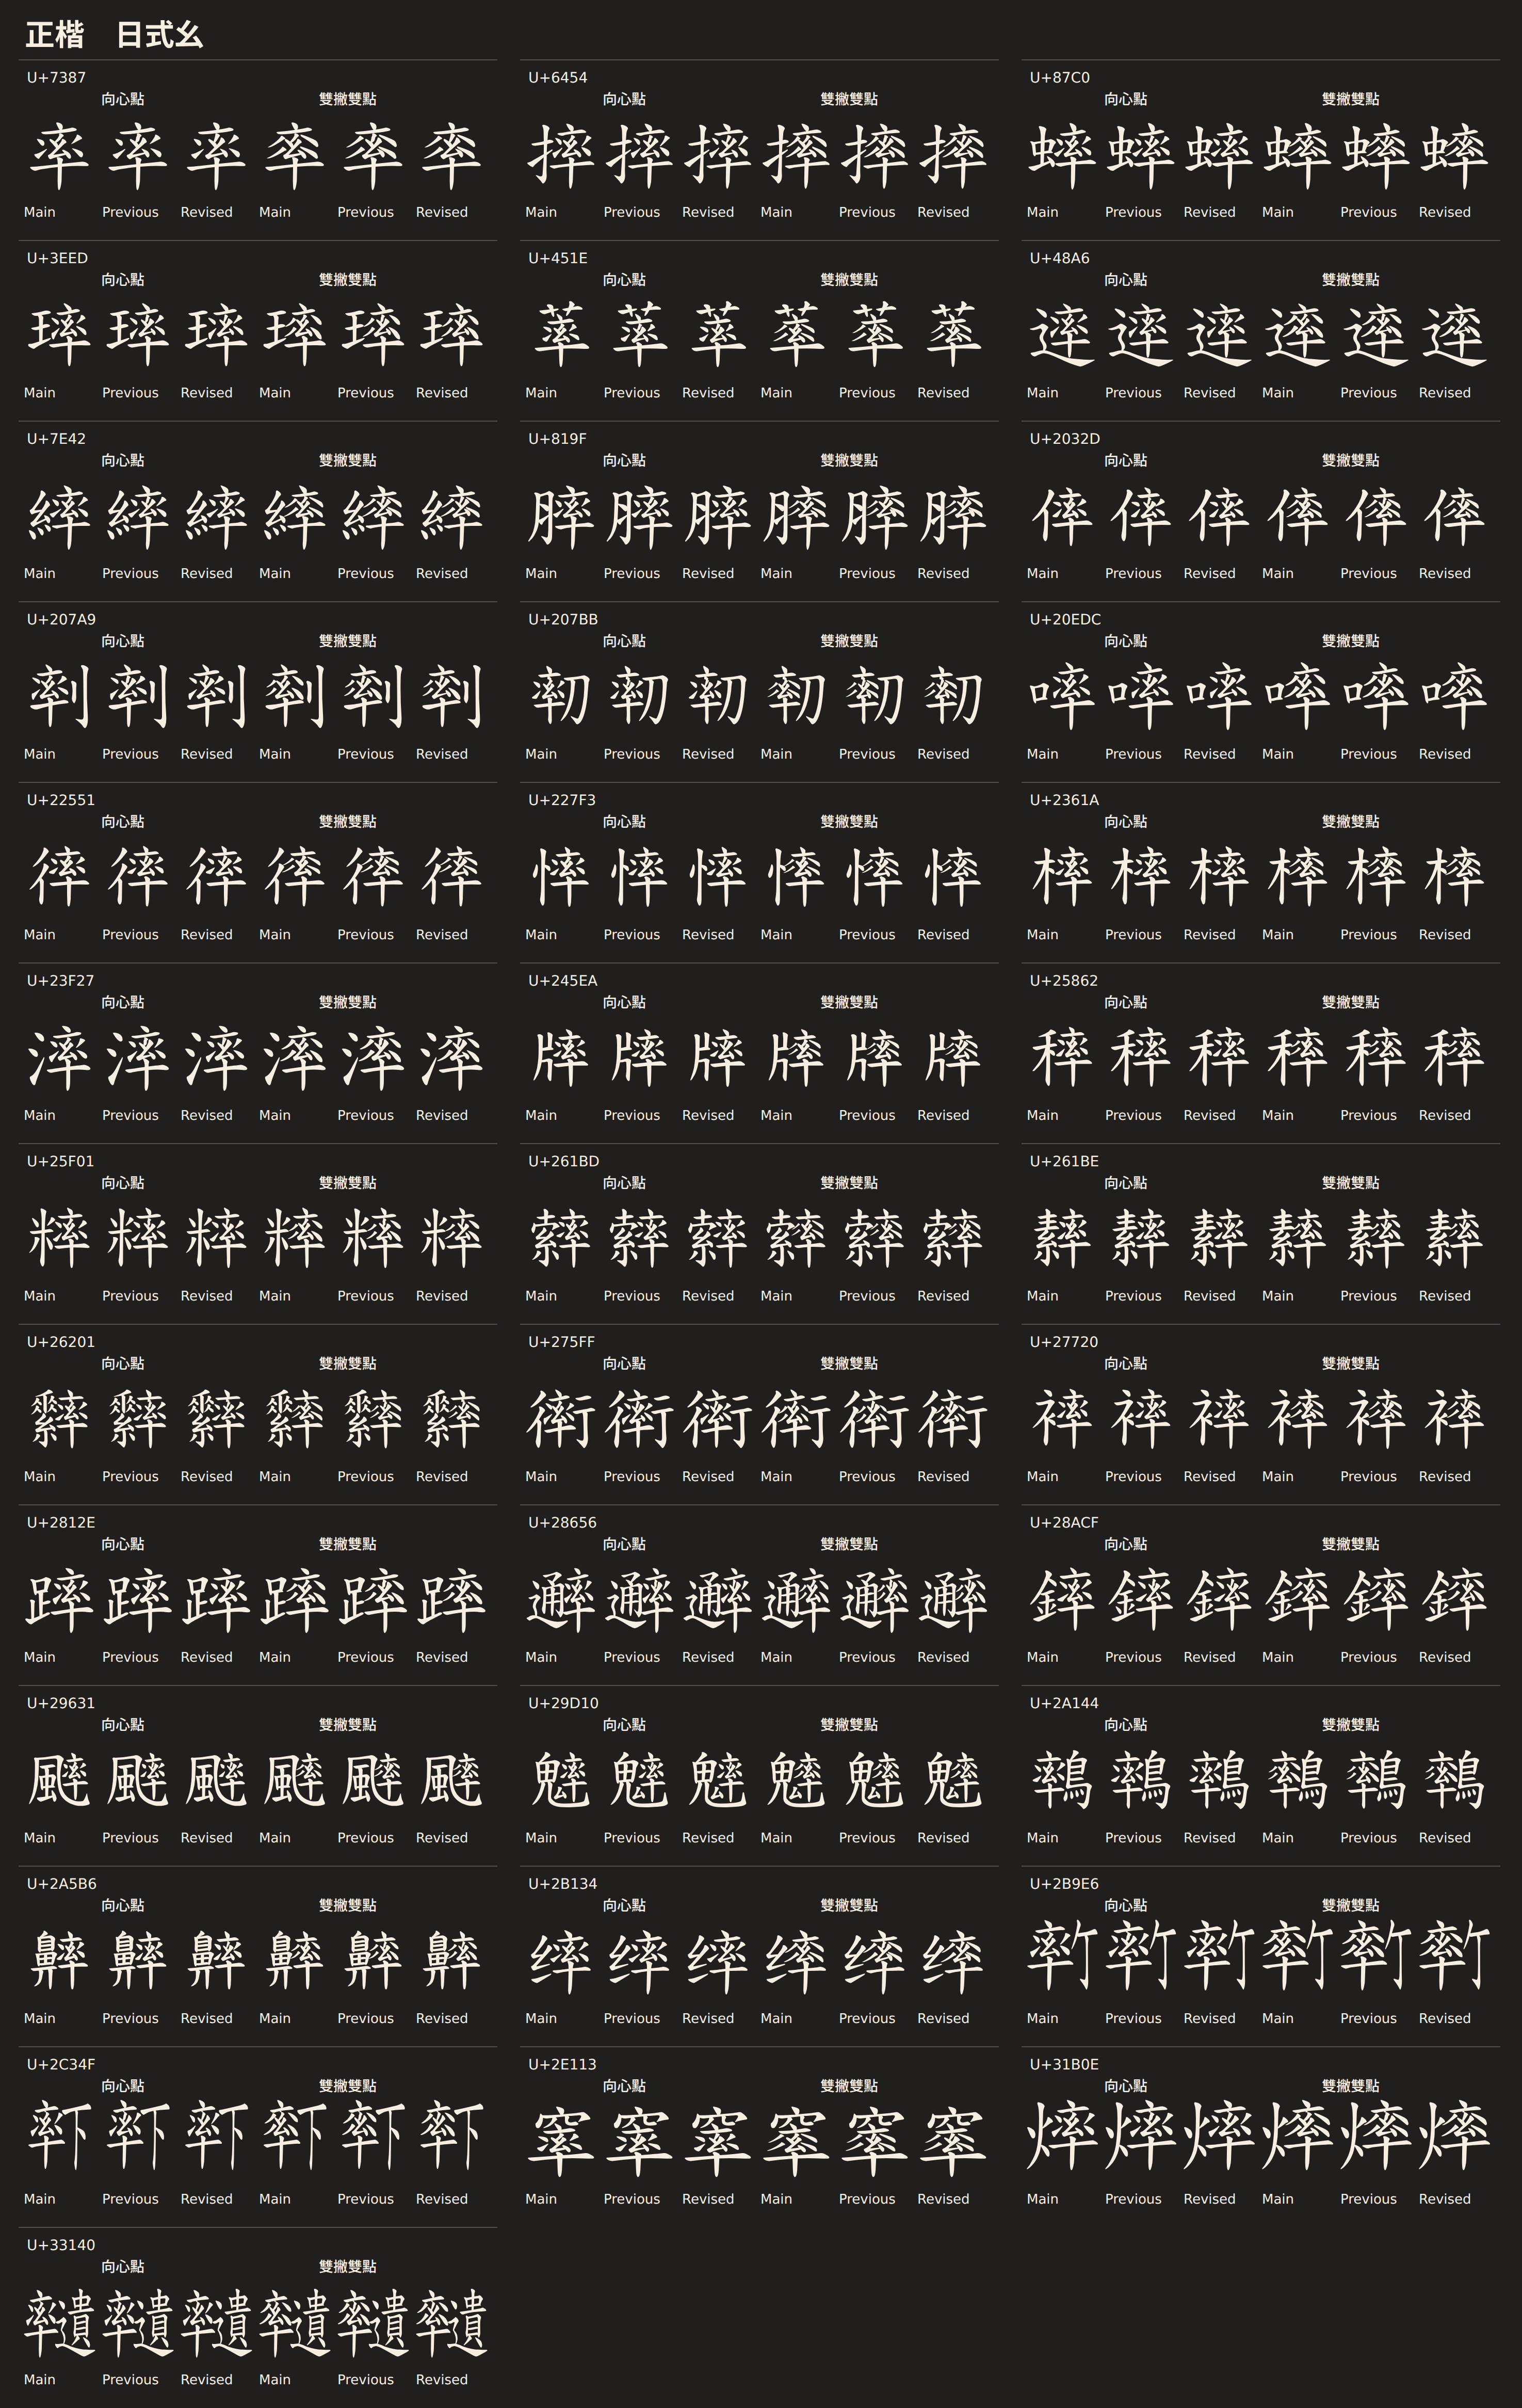 正楷　日式幺
U+7387
向心點 雙撇雙點
率 率 率 率 率 率
Main Previous Revised Main Previous Revised
U+6454
向心點 雙撇雙點
摔 摔 摔 摔 摔 摔
Main Previous Revised Main Previous Revised
U+87C0
向心點 雙撇雙點
蟀 蟀 蟀 蟀 蟀 蟀
Main Previous Revised Main Previous Revised
U+3EED
向心點 雙撇雙點
㻭 㻭 㻭 㻭 㻭 㻭
Main Previous Revised Main Previous Revised
U+451E
向心點 雙撇雙點
䔞 䔞 䔞 䔞 䔞 䔞
Main Previous Revised Main Previous Revised
U+48A6
向心點 雙撇雙點
䢦 䢦 䢦 䢦 䢦 䢦
Main Previous Revised Main Previous Revised
U+7E42
向心點 雙撇雙點
繂 繂 繂 繂 繂 繂
Main Previous Revised Main Previous Revised
U+819F
向心點 雙撇雙點
膟 膟 膟 膟 膟 膟
Main Previous Revised Main Previous Revised
U+2032D
向心點 雙撇雙點
Main Previous Revised Main Previous Revised
U+207A9
向心點 雙撇雙點
Main Previous Revised Main Previous Revised
U+207BB
向心點 雙撇雙點
Main Previous Revised Main Previous Revised
U+20EDC
向心點 雙撇雙點
Main Previous Revised Main Previous Revised
U+22551
向心點 雙撇雙點
Main Previous Revised Main Previous Revised
U+227F3
向心點 雙撇雙點
Main Previous Revised Main Previous Revised
U+2361A
向心點 雙撇雙點
Main Previous Revised Main Previous Revised
U+23F27
向心點 雙撇雙點
Main Previous Revised Main Previous Revised
U+245EA
向心點 雙撇雙點
Main Previous Revised Main Previous Revised
U+25862
向心點 雙撇雙點
Main Previous Revised Main Previous Revised
U+25F01
向心點 雙撇雙點
Main Previous Revised Main Previous Revised
U+261BD
向心點 雙撇雙點
Main Previous Revised Main Previous Revised
U+261BE
向心點 雙撇雙點
Main Previous Revised Main Previous Revised
U+26201
向心點 雙撇雙點
Main Previous Revised Main Previous Revised
U+275FF
向心點 雙撇雙點
Main Previous Revised Main Previous Revised
U+27720
向心點 雙撇雙點
Main Previous Revised Main Previous Revised
U+2812E
向心點 雙撇雙點
Main Previous Revised Main Previous Revised
U+28656
向心點 雙撇雙點
Main Previous Revised Main Previous Revised
U+28ACF
向心點 雙撇雙點
Main Previous Revised Main Previous Revised
U+29631
向心點 雙撇雙點
Main Previous Revised Main Previous Revised
U+29D10
向心點 雙撇雙點
Main Previous Revised Main Previous Revised
U+2A144
向心點 雙撇雙點
Main Previous Revised Main Previous Revised
U+2A5B6
向心點 雙撇雙點
Main Previous Revised Main Previous Revised
U+2B134
向心點 雙撇雙點
Main Previous Revised Main Previous Revised
U+2B9E6
向心點 雙撇雙點
Main Previous Revised Main Previous Revised
U+2C34F
向心點 雙撇雙點
Main Previous Revised Main Previous Revised
U+2E113
向心點 雙撇雙點
Main Previous Revised Main Previous Revised
U+31B0E
向心點 雙撇雙點
Main Previous Revised Main Previous Revised
U+33140
向心點 雙撇雙點
Main Previous Revised Main Previous Revised